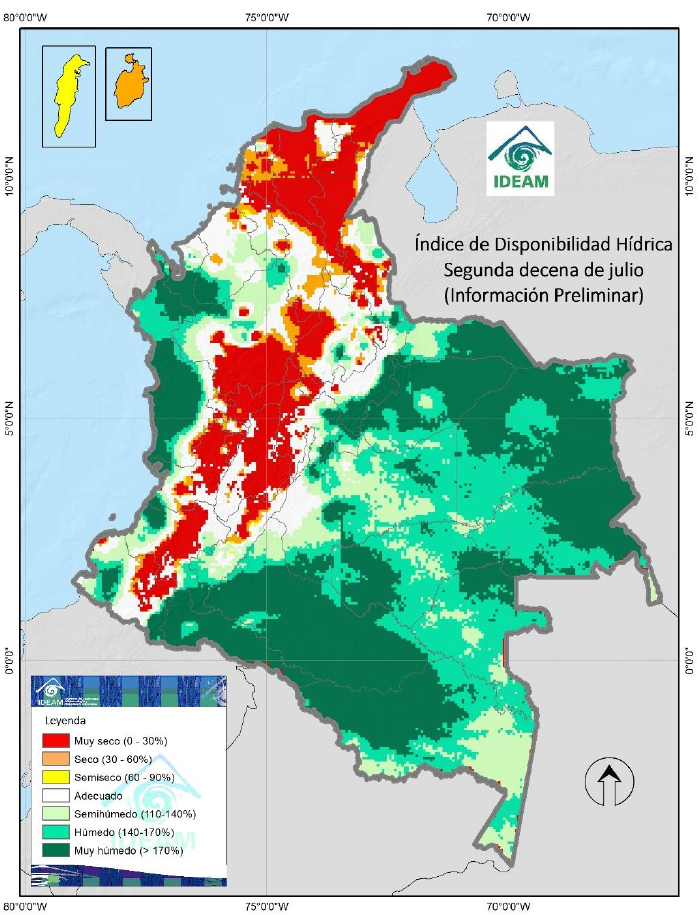 80°0'0"W
75°0'0"W
70°0'0"W
10°0'0"N
10°0'0"N
IDEAM
Índice de Disponibilidad Hídrica
Segunda decena de julio
(Información Preliminar)
5°0'0"N
5°0'0"N
0°0'0"
0°0'0"
IDEAM
Leyenda
Muy seco (0 - 30%)
Seco (30 - 60%)
Semiseco (60 - 90%)
Adecuado
Semihúmedo (110-140%)
Húmedo (140-170%)
Muy húmedo (> 170%)
IDEAM
80°0'0"W
75°0'0"W
70°0'0"W